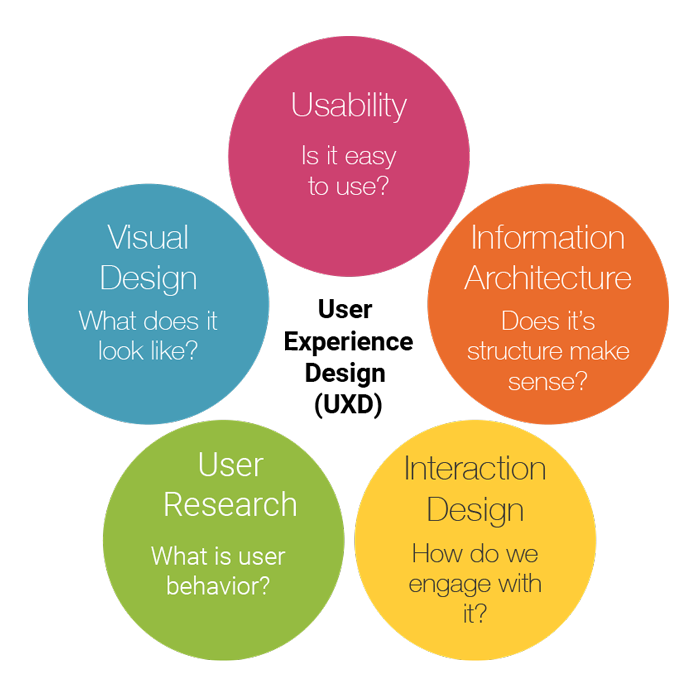 Usability
Is it easy
to use?
Visual
Design
What does it
look like?
Information
Architecture
Does it's
structure make
sense?
User
Experience
Design
(UXD)
User
Research
What is user
behavior?
Interaction
Design
How do we
engage with
it?